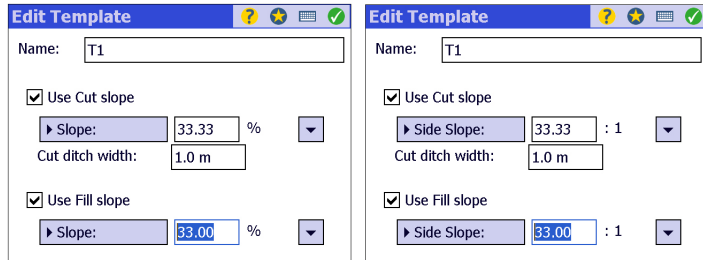 Edit Template ?
Name: T1
Use Cut slope
Slope: 33.33 %
Cut ditch width: 1.0 m
Use Fill slope
Slope: 33.00 %
Edit Template ?
Name: T1
Use Cut slope
Side Slope: 33.33 : 1
Cut ditch width: 1.0 m
Use Fill slope
Side Slope: 33.00 : 1